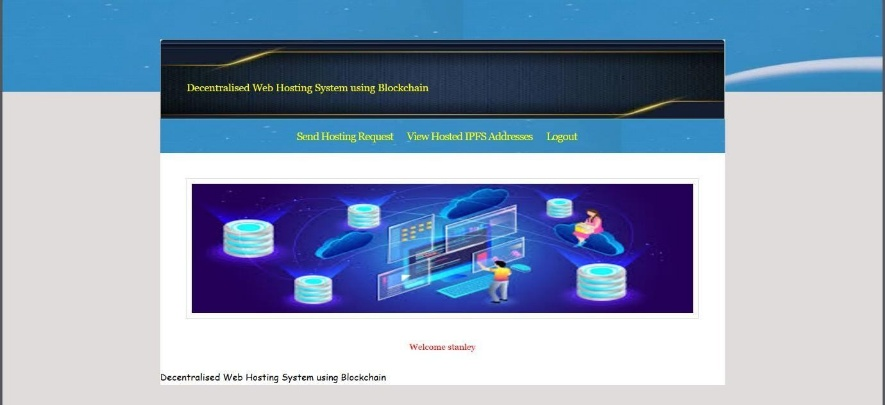 Decentralised Web Hosting System using Blockchain
Send Hosting Request View Hosted IPFS Addresses Logout
Welcome stanley
Decentralised Web Hosting System using Blockchain